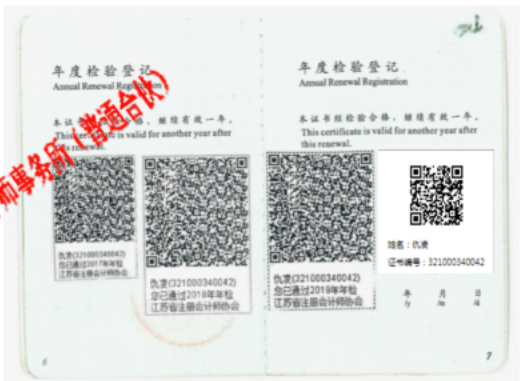 年度检验登记
Annual Renewal Registration
本证书经检验合格，继续有效一年。
This certificate is valid for another year after
this renewal.
师事务所（普通合伙）
仇凌(321000340042)
您已通过2017年年检
江苏省注册会计师协会
仇凌(321000340042)
您已通过2018年年检
江苏省注册会计师协会
6
年度检验登记
Annual Renewal Registration
本证书经检验合格，继续有效一年。
This certificate is valid for another year after
this renewal.
仇凌(321000340042)
您已通过2019年年检
江苏省注册会计师协会
姓名：仇凌
证书编号：321000340042
年 月 日
7